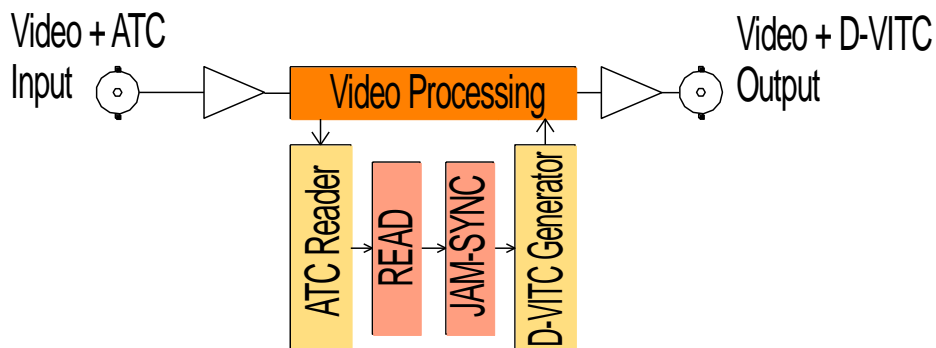 Video + ATC
Input
Video Processing
Video + D-VITC
Output
ATC Reader
READ
JAM-SYNC
D-VITC Generator